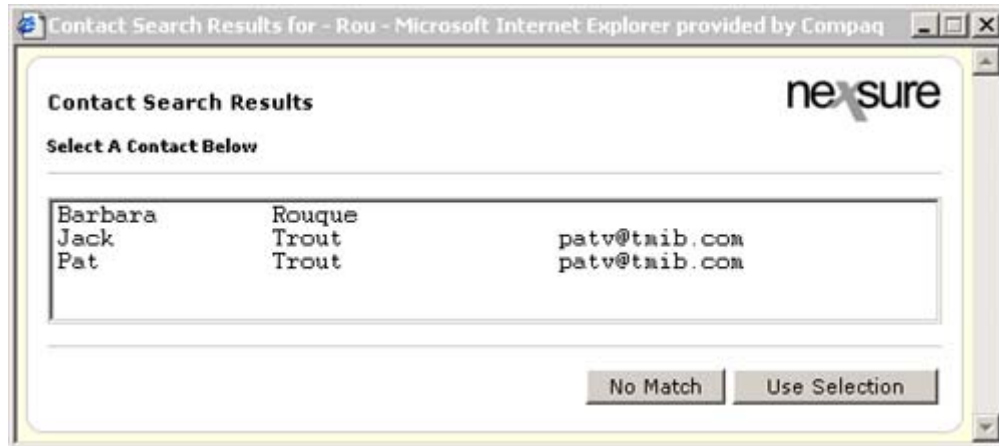 Contact Search Results for - Rou - Microsoft Internet Explorer provided by Compaq
nexsure
Contact Search Results
Select A Contact Below
Barbara Rouque
Jack Trout patv@tmib.com
Pat Trout patv@tmib.com
No Match Use Selection